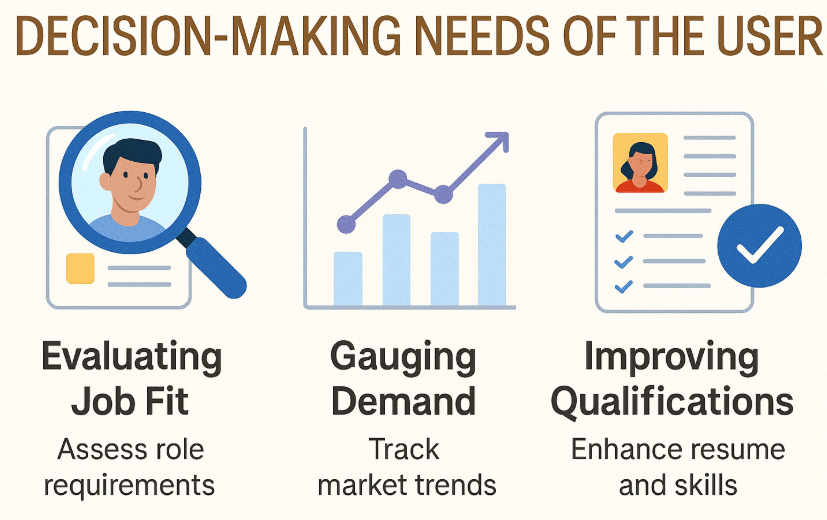 DECISION-MAKING NEEDS OF THE USER
Evaluating
Job Fit
Assess role
requirements
Gauging
Demand
Track
market trends
Improving
Qualifications
Enhance resume
and skills